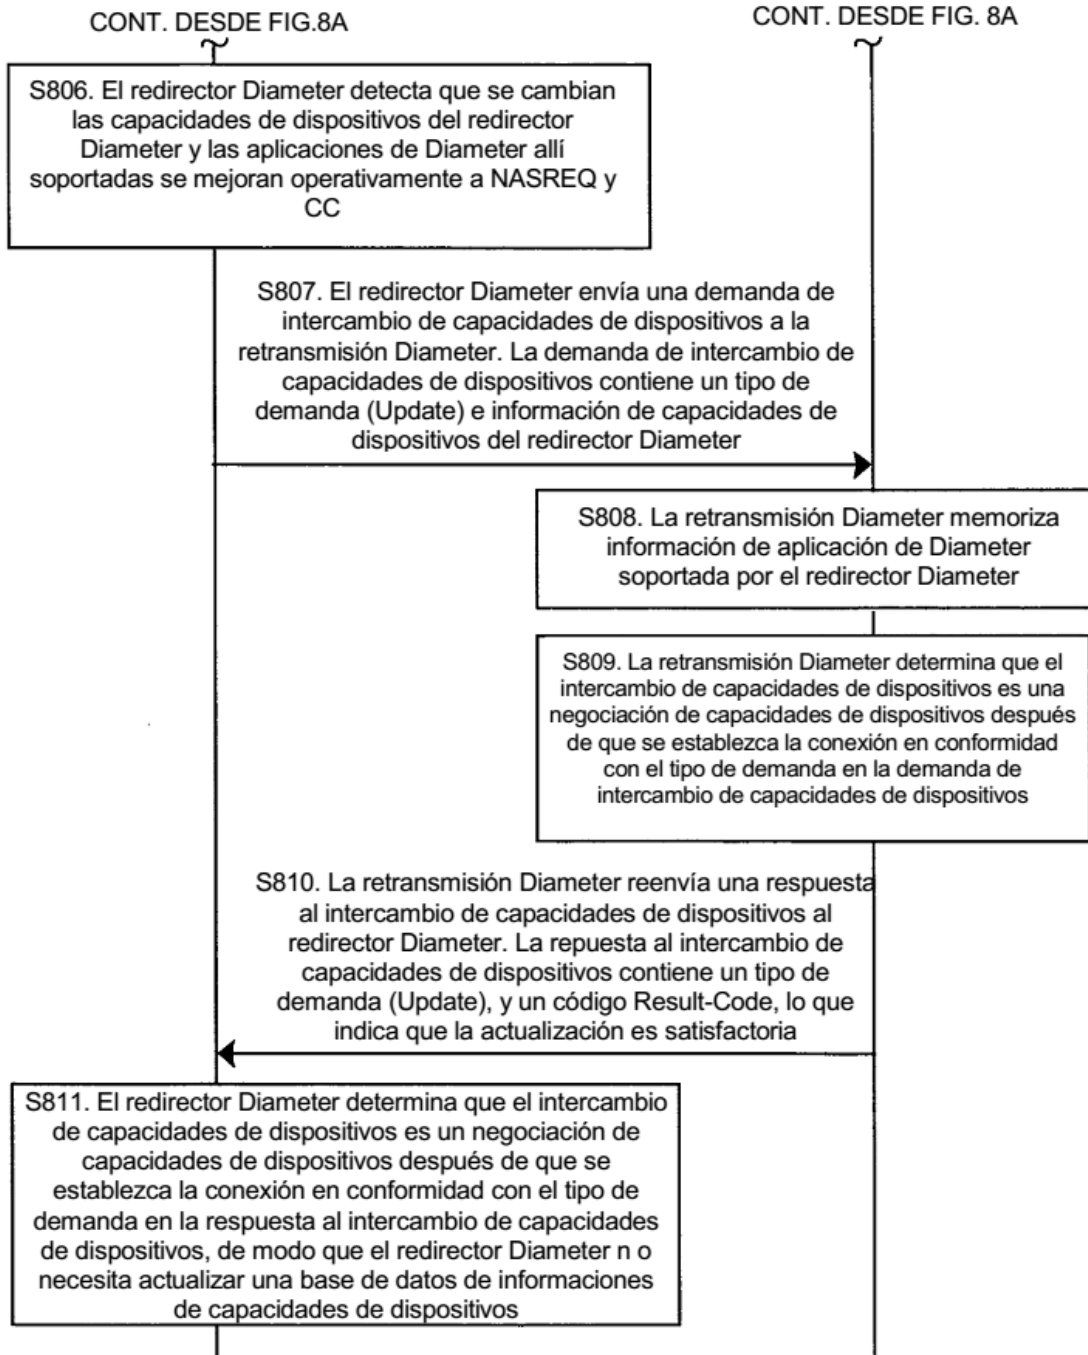 CONT. DESDE FIG.8A
CONT. DESDE FIG. 8A
S806. El redirector Diameter detecta que se cambian
las capacidades de dispositivos del redirector
Diameter y las aplicaciones de Diameter allí
soportadas se mejoran operativamente a NASREQ y
CC
S807. El redirector Diameter envía una demanda de
intercambio de capacidades de dispositivos a la
retransmisión Diameter. La demanda de intercambio de
capacidades de dispositivos contiene un tipo de
demanda (Update) e información de capacidades de
dispositivos del redirector Diameter
S808. La retransmisión Diameter memoriza
información de aplicación de Diameter
soportada por el redirector Diameter
S809. La retransmisión Diameter determina que el
intercambio de capacidades de dispositivos es una
negociación de capacidades de dispositivos después
de que se establezca la conexión en conformidad
con el tipo de demanda en la demanda de
intercambio de capacidades de dispositivos
S810. La retransmisión Diameter reenvía una respuesta
al intercambio de capacidades de dispositivos al
redirector Diameter. La repuesta al intercambio de
capacidades de dispositivos contiene un tipo de
demanda (Update), y un código Result-Code, lo que
indica que la actualización es satisfactoria
S811. El redirector Diameter determina que el intercambio
de capacidades de dispositivos es un negociación de
capacidades de dispositivos después de que se
establezca la conexión en conformidad con el tipo de
demanda en la respuesta al intercambio de capacidades
de dispositivos, de modo que el redirector Diameter n o
necesita actualizar una base de datos de informaciones
de capacidades de dispositivos